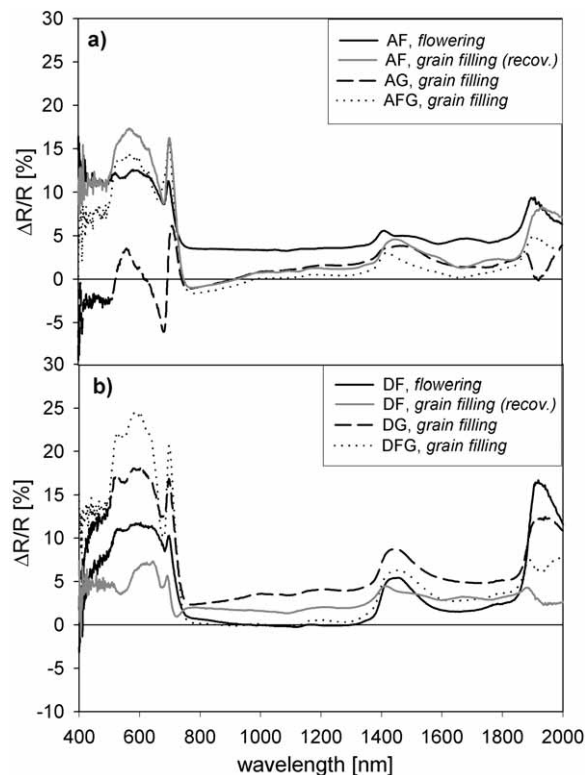 a)
AF, flowering
AF, grain filling (recov.)
AG, grain filling
AFG, grain filling
30
25
20
15
10
5
0
-5
ΔR/R [%]
b)
DF, flowering
DF, grain filling (recov.)
DG, grain filling
DFG, grain filling
30
25
20
15
10
5
0
-5
-10
ΔR/R [%]
400 600 800 1000 1200 1400 1600 1800 2000
wavelength [nm]